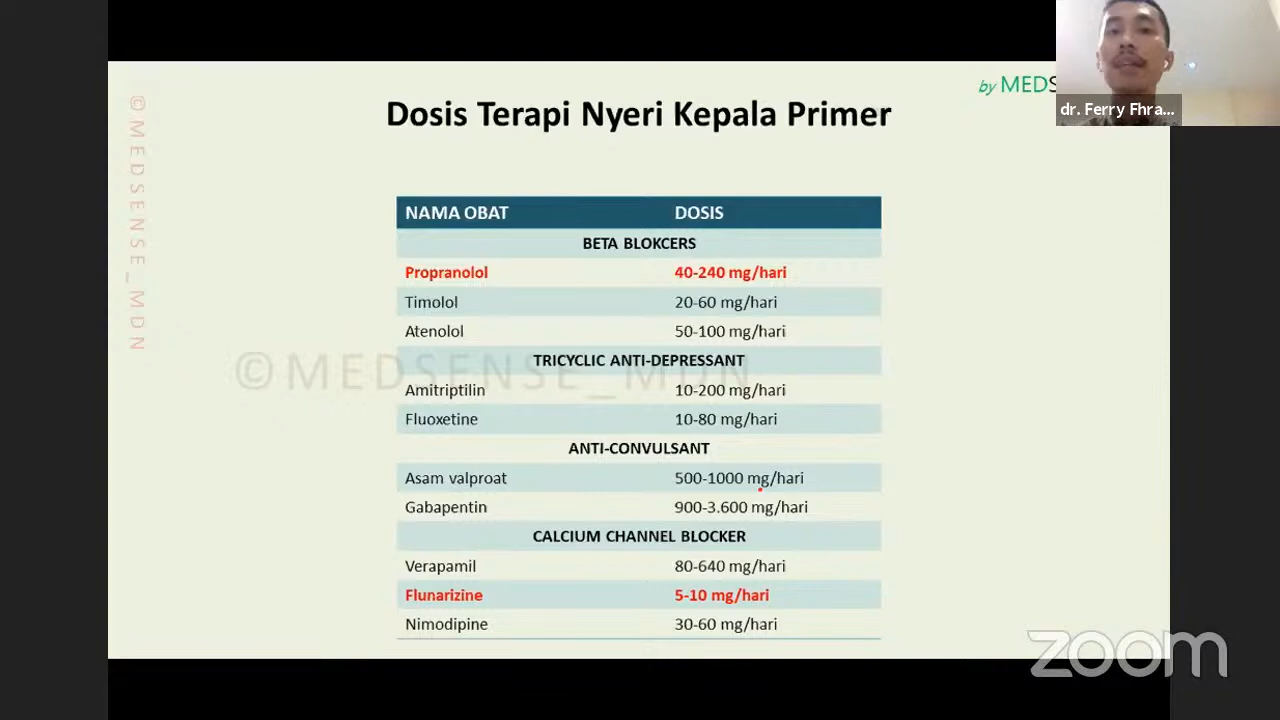 by MEDS
dr. Ferry Fhra...
©MEDSENSE_MDN
Dosis Terapi Nyeri Kepala Primer
NAMA OBAT DOSIS
BETA BLOKCERS
Propranolol 40-240 mg/hari
Timolol 20-60 mg/hari
Atenolol 50-100 mg/hari
TRICYCLIC ANTI-DEPRESSANT
©MEDSENSE_MDN
Amitriptilin 10-200 mg/hari
Fluoxetine 10-80 mg/hari
ANTI-CONVULSANT
Asam valproat 500-1000 mg/hari
Gabapentin 900-3.600 mg/hari
CALCIUM CHANNEL BLOCKER
Verapamil 80-640 mg/hari
Flunarizine 5-10 mg/hari
Nimodipine 30-60 mg/hari
zoom